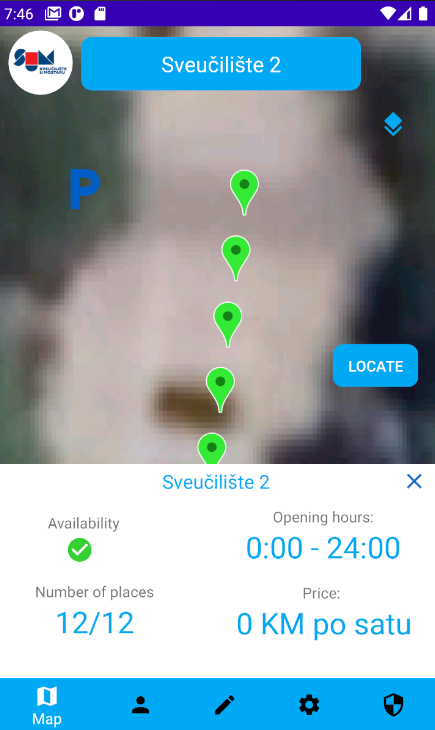 7:46
SUM
SVEUČILIŠTE
U MOSTARU
Sveučilište 2
P
LOCATE
Sveučilište 2
Availability
Opening hours:
0:00 - 24:00
Number of places
12/12
Price:
0 KM po satu
Map